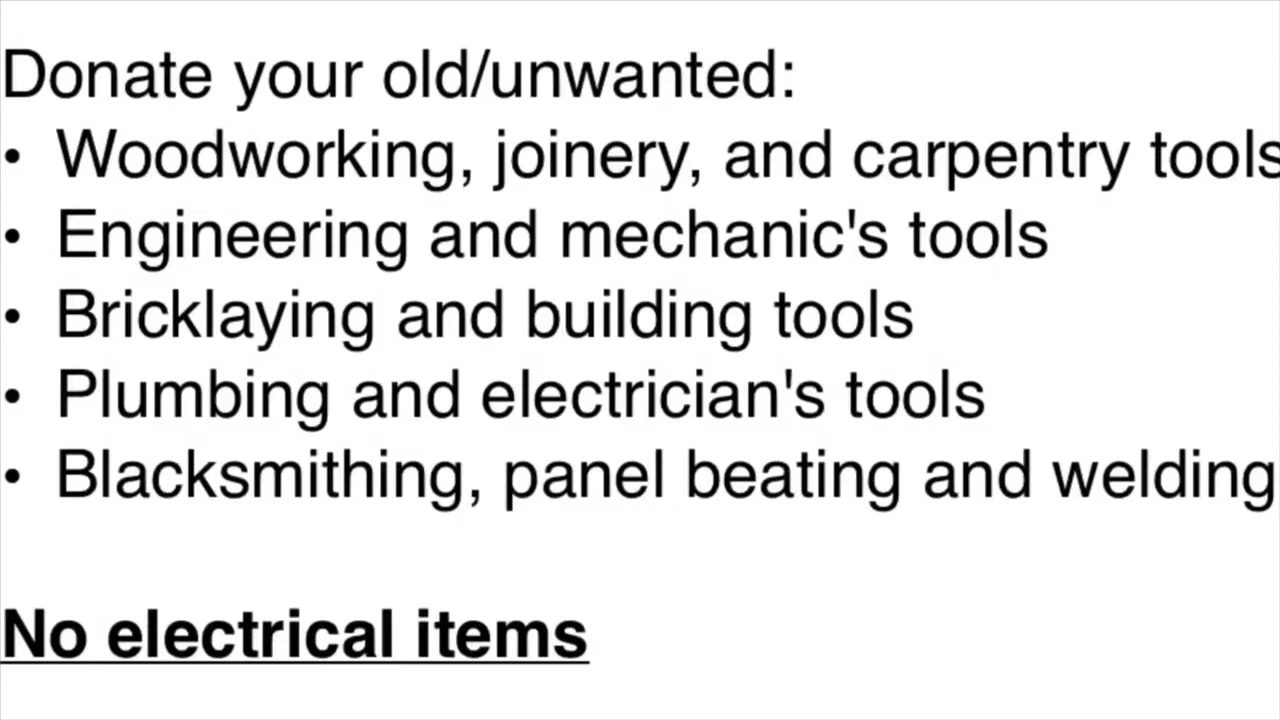 Donate your old/unwanted:
• Woodworking, joinery, and carpentry tools
• Engineering and mechanic's tools
• Bricklaying and building tools
• Plumbing and electrician's tools
• Blacksmithing, panel beating and welding
No electrical items